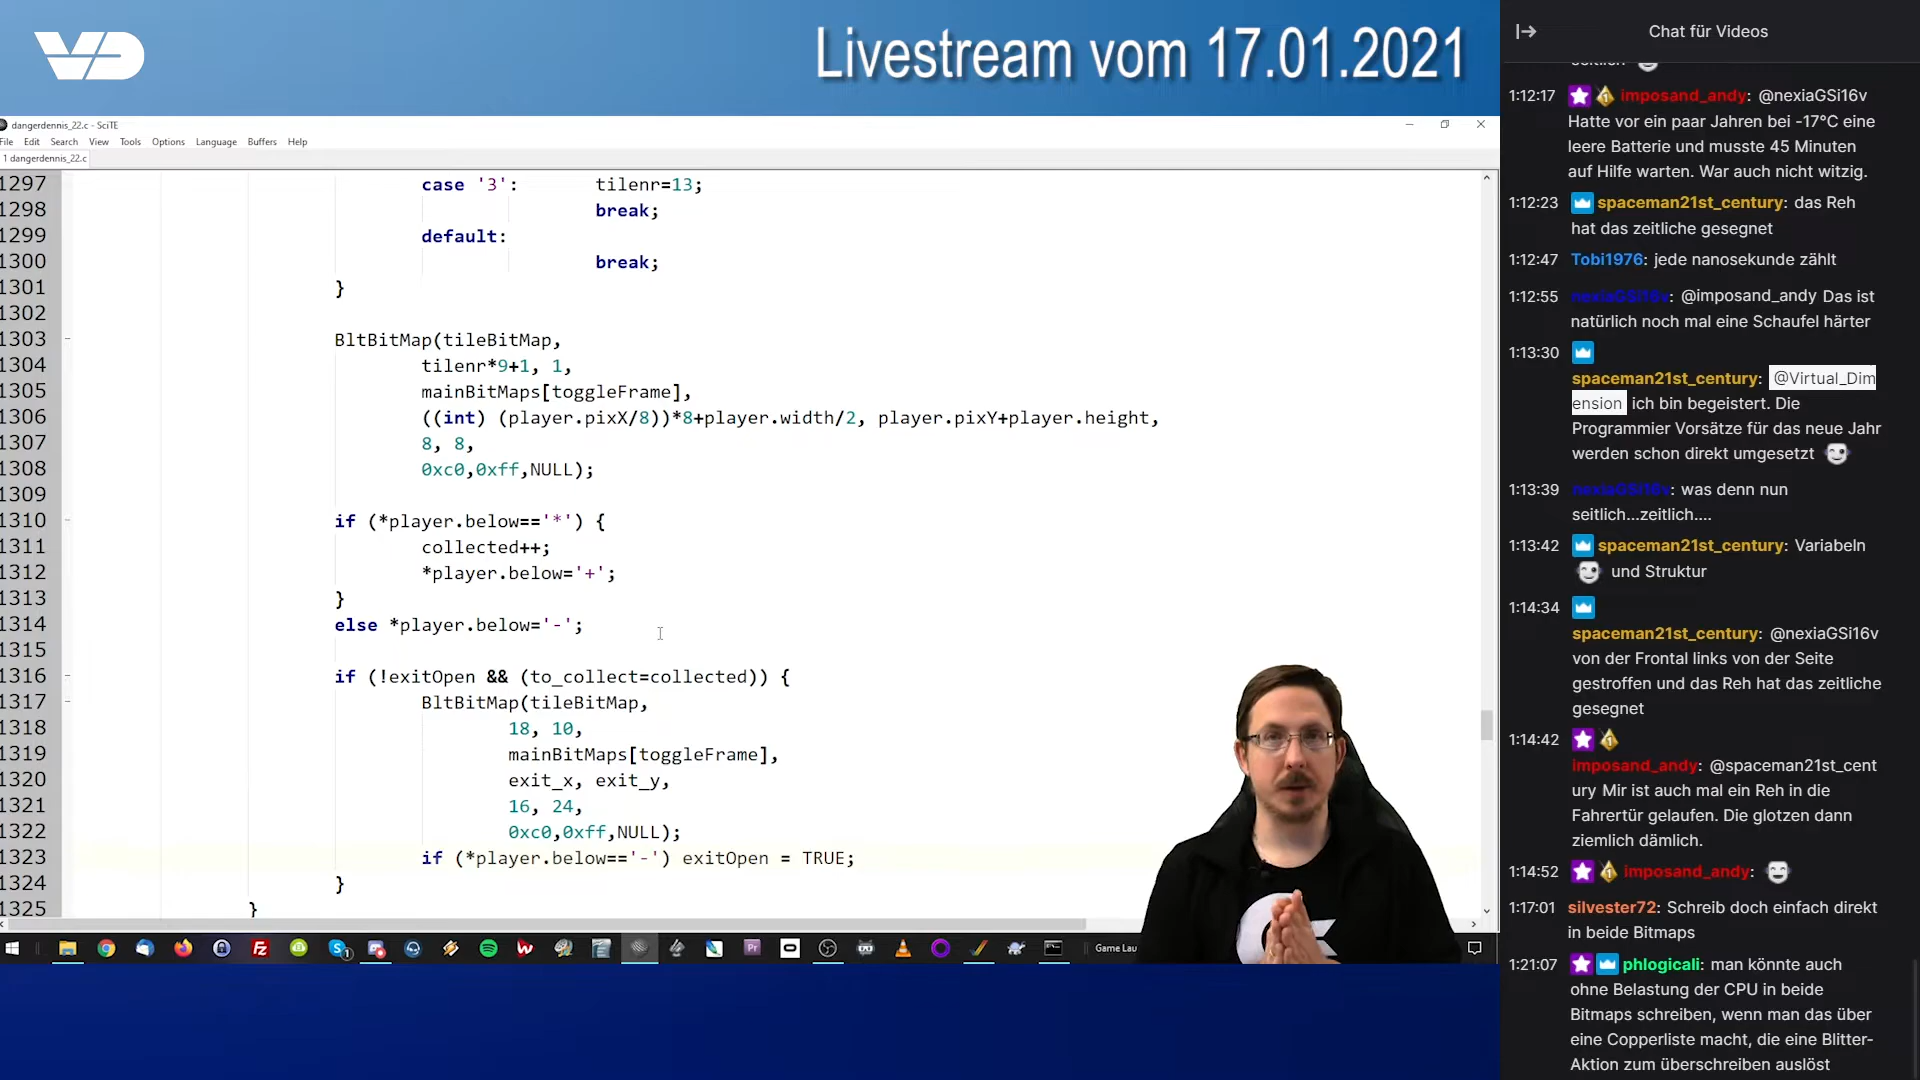 VD
Livestream vom 17.01.2021
dangerdennis_22.c - SciTE
File Edit Search View Tools Options Language Buffers Help
1 dangerdennis_22.c
1297 case '3': tilenr=13;
1298 break;
1299 default:
1300 break;
1301 }
1302
1303 BltBitMap(tileBitMap,
1304 tilenr*9+1, 1,
1305 mainBitMaps[toggleFrame],
1306 ((int) (player.pixX/8))*8+player.width/2, player.pixY+player.height,
1307 8, 8,
1308 0xc0,0xff,NULL);
1309
1310 if (*player.below=='*') {
1311 collected++;
1312 *player.below='+';
1313 }
1314 else *player.below='-';
1315
1316 if (!exitOpen && (to_collect=collected)) {
1317 BltBitMap(tileBitMap,
1318 18, 10,
1319 mainBitMaps[toggleFrame],
1320 exit_x, exit_y,
1321 16, 24,
1322 0xc0,0xff,NULL);
1323 if (*player.below=='-') exitOpen = TRUE;
1324 }
1325 }
Game Lau
Chat für Videos
seitlich
1:12:17 imposand_andy: @nexiaGSi16v
Hatte vor ein paar Jahren bei -17°C eine
leere Batterie und musste 45 Minuten
auf Hilfe warten. War auch nicht witzig.
1:12:23 spaceman21st_century: das Reh
hat das zeitliche gesegnet
1:12:47 Tobi1976: jede nanosekunde zählt
1:12:55 nexiaGSi16v: @imposand_andy Das ist
natürlich noch mal eine Schaufel härter
1:13:30
spaceman21st_century: @Virtual_Dim
ension ich bin begeistert. Die
Programmier Vorsätze für das neue Jahr
werden schon direkt umgesetzt
1:13:39 nexiaGSi16v: was denn nun
seitlich...zeitlich....
1:13:42 spaceman21st_century: Variabeln
und Struktur
1:14:34
spaceman21st_century: @nexiaGSi16v
von der Frontal links von der Seite
gestroffen und das Reh hat das zeitliche
gesegnet
1:14:42
imposand_andy: @spaceman21st_cent
ury Mir ist auch mal ein Reh in die
Fahrertür gelaufen. Die glotzen dann
ziemlich dämlich.
1:14:52 imposand_andy:
1:17:01 silvester72: Schreib doch einfach direkt
in beide Bitmaps
1:21:07 phlogicali: man könnte auch
ohne Belastung der CPU in beide
Bitmaps schreiben, wenn man das über
eine Copperliste macht, die eine Blitter-
Aktion zum überschreiben auslöst